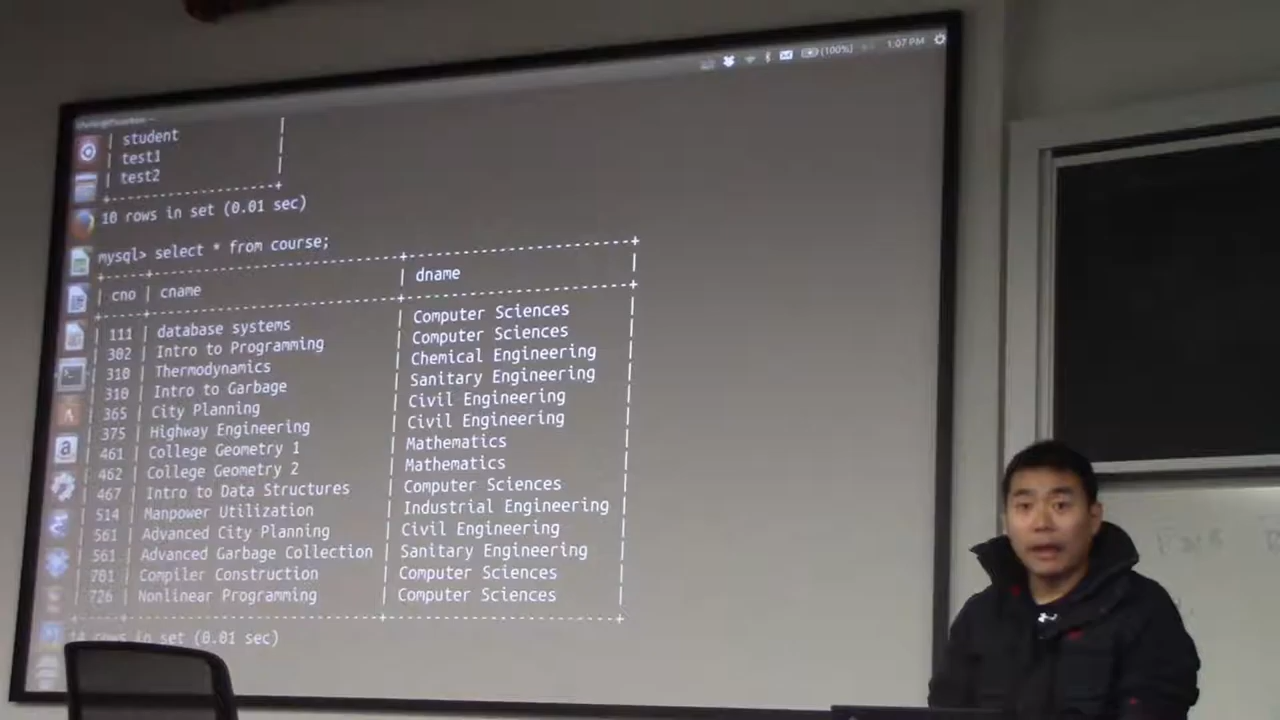 (100%) 1:07 PM
| student |
| test1 |
| test2 |
10 rows in set (0.01 sec)
mysql> select * from course;
| cno | cname | dname |
| 111 | database systems | Computer Sciences |
| 302 | Intro to Programming | Computer Sciences |
| 310 | Thermodynamics | Chemical Engineering |
| 310 | Intro to Garbage | Sanitary Engineering |
| 365 | City Planning | Civil Engineering |
| 375 | Highway Engineering | Civil Engineering |
| 461 | College Geometry 1 | Mathematics |
| 462 | College Geometry 2 | Mathematics |
| 467 | Intro to Data Structures | Computer Sciences |
| 514 | Manpower Utilization | Industrial Engineering |
| 561 | Advanced City Planning | Civil Engineering |
| 561 | Advanced Garbage Collection | Sanitary Engineering |
| 701 | Compiler Construction | Computer Sciences |
| 726 | Nonlinear Programming | Computer Sciences |
rows in set (0.01 sec)